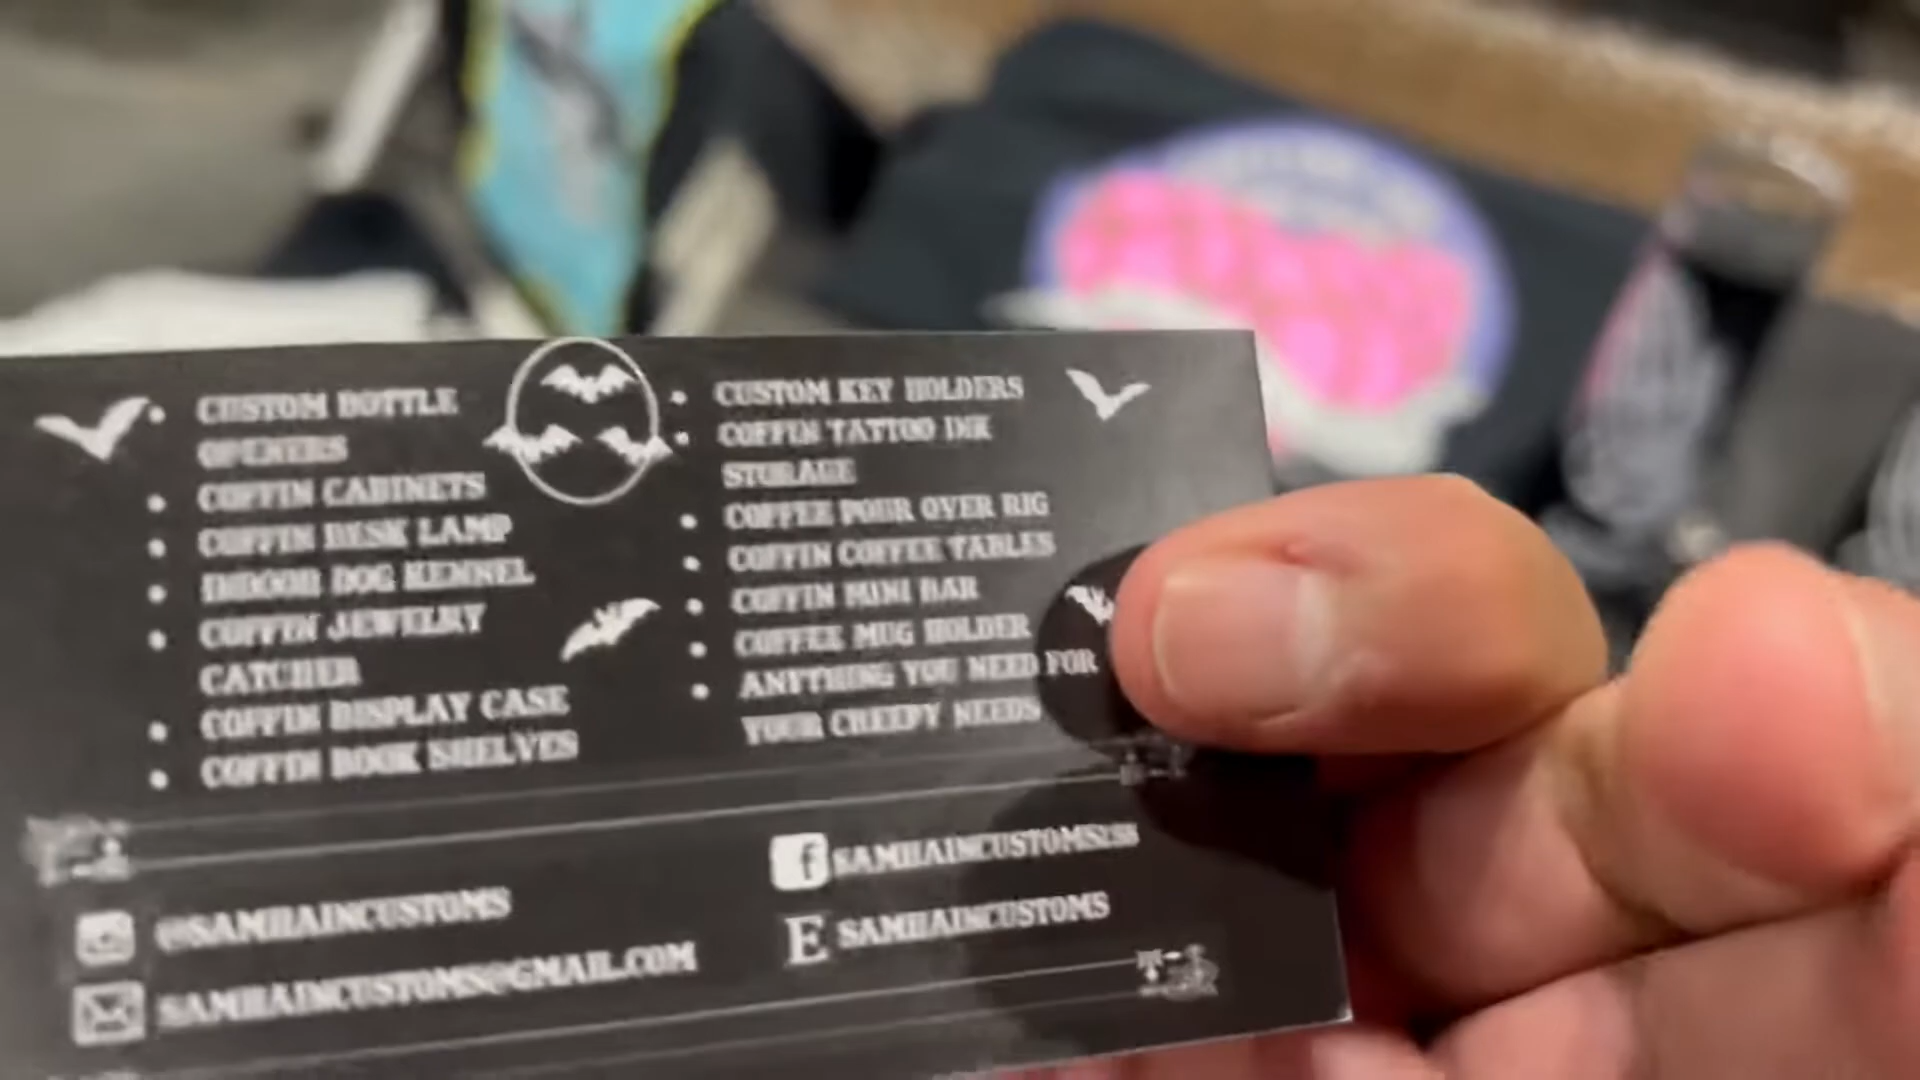 • CUSTOM BOTTLE
OPENERS
• COFFIN CABINETS
• COFFIN DESK LAMP
• INDOOR DOG KENNEL
• COFFIN JEWELRY
CATCHER
• COFFIN DISPLAY CASE
• COFFIN BOOK SHELVES
• CUSTOM KEY HOLDERS
• COFFIN TATTOO INK
STORAGE
• COFFEE POUR OVER RIG
• COFFIN COFFEE TABLES
• COFFIN MINI BAR
• COFFEE MUG HOLDER
• ANYTHING YOU NEED FOR
YOUR CREEPY NEEDS
@SAMHAINCUSTOMS
SAMHAINCUSTOMS@GMAIL.COM
E SAMHAINCUSTOMS